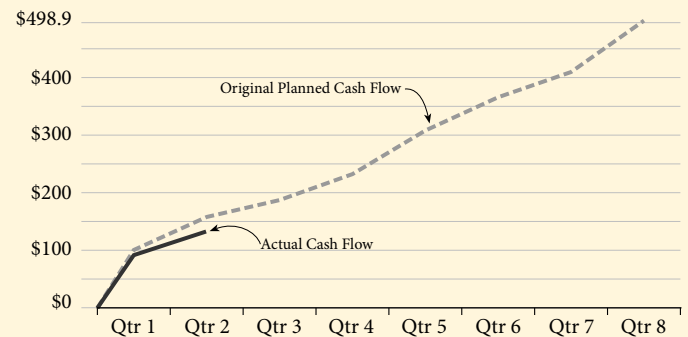 $498.9
$400
Original Planned Cash Flow
$300
$200
Actual Cash Flow
$100
$0
Qtr 1 Qtr 2 Qtr 3 Qtr 4 Qtr 5 Qtr 6 Qtr 7 Qtr 8